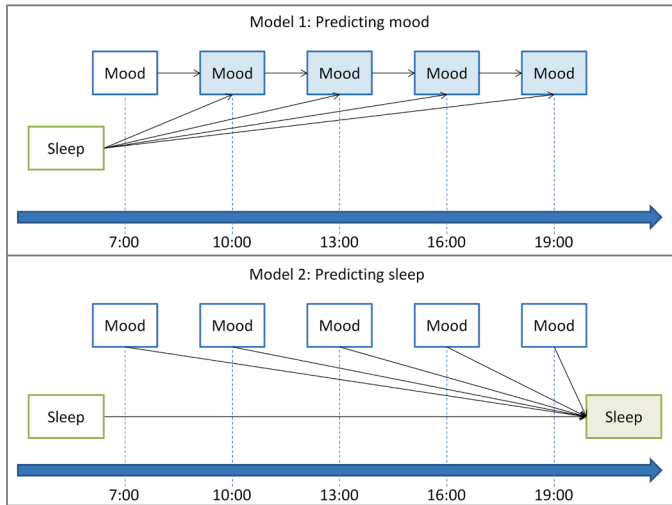 Model 1: Predicting mood
Mood Mood Mood Mood Mood
Sleep
7:00 10:00 13:00 16:00 19:00
Model 2: Predicting sleep
Mood Mood Mood Mood Mood
Sleep Sleep
7:00 10:00 13:00 16:00 19:00